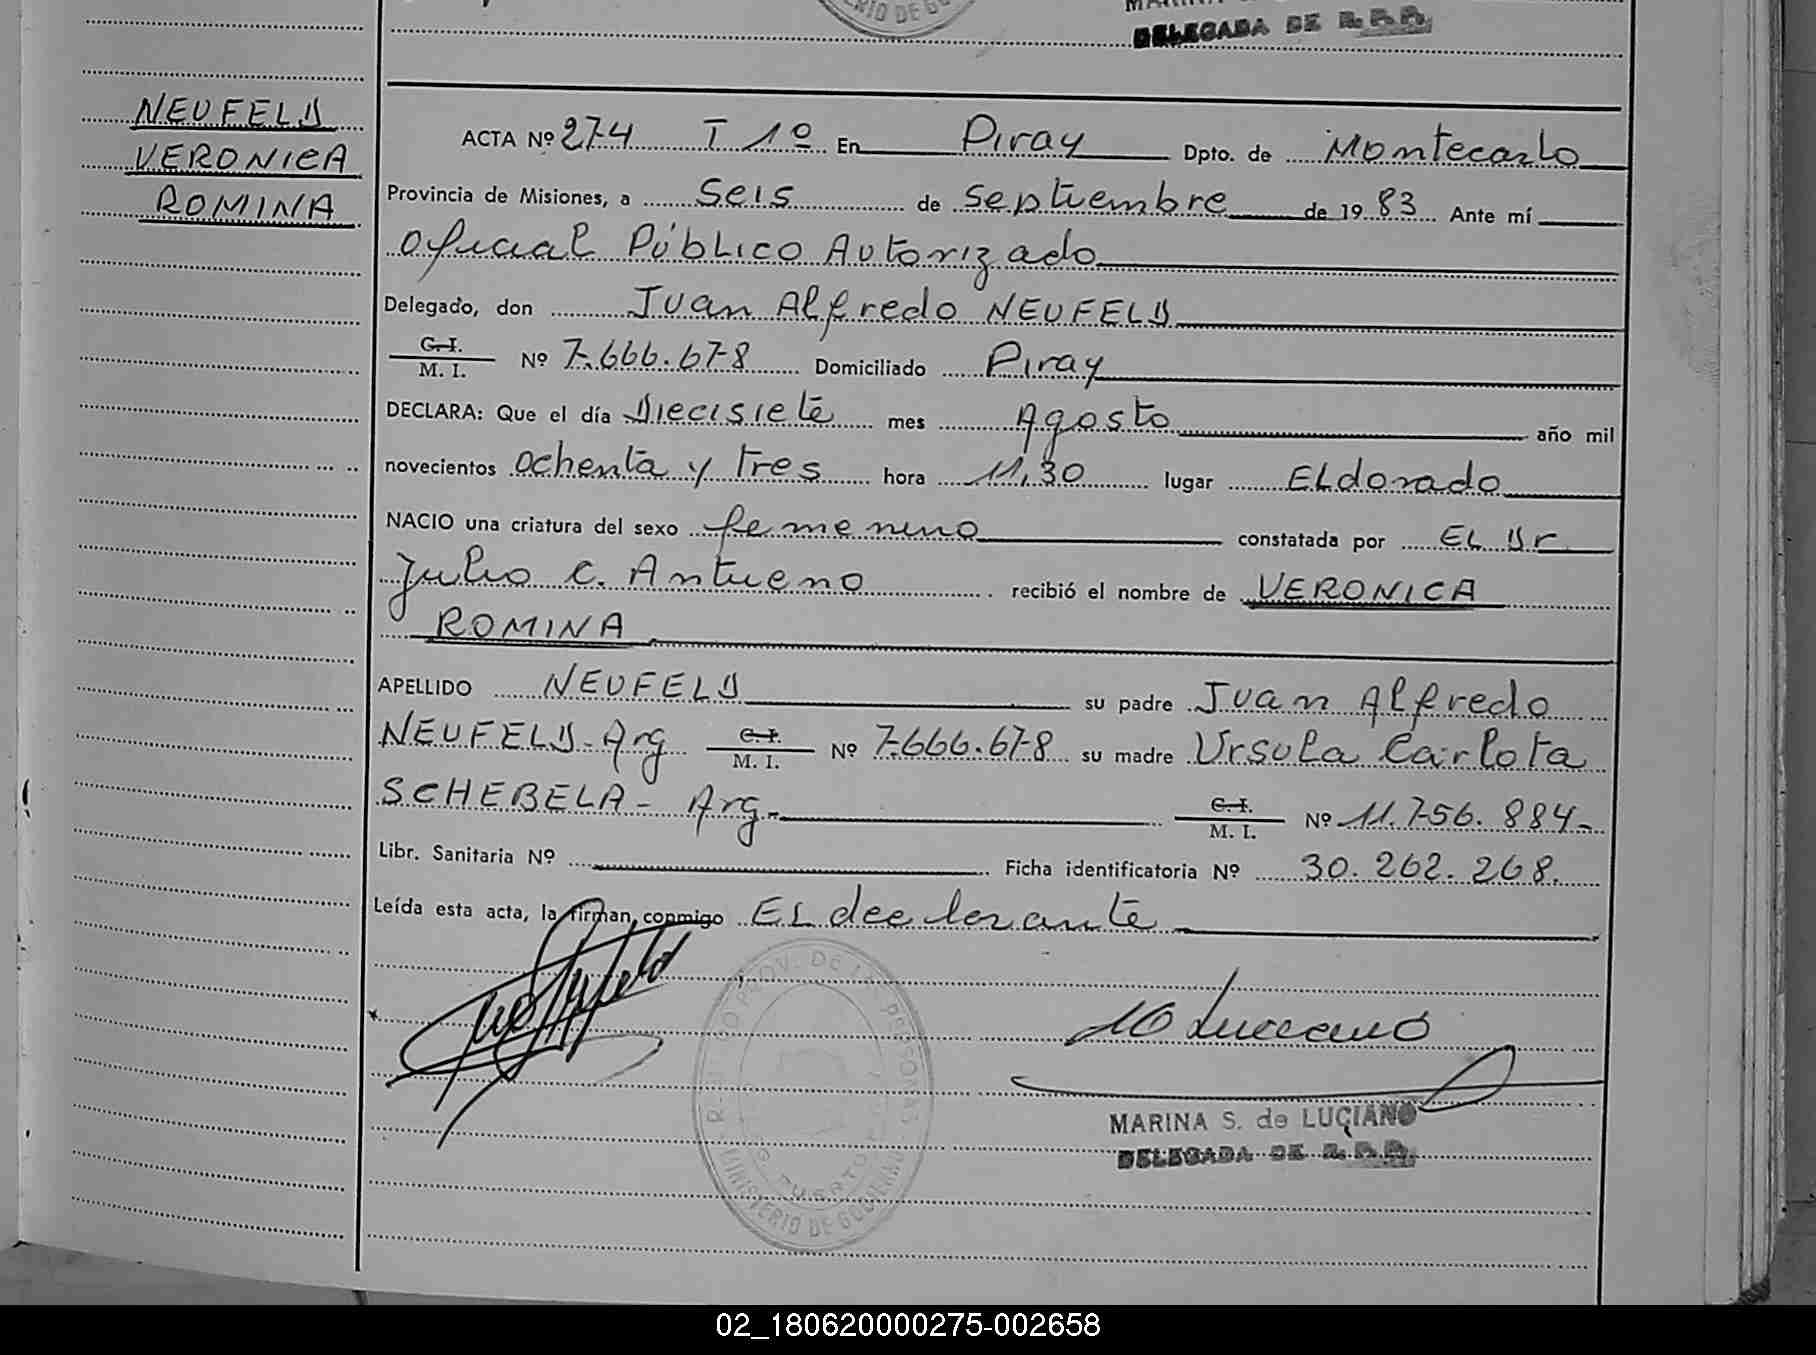 DELEGADA DE R.P.P.
NEUFELD
VERONICA
ROMINA
ACTA Nº 274 T 1º En Piray Dpto. de Montecarlo
Provincia de Misiones, a seis de septiembre de 1983 Ante mí
Oficial Público Autorizado
Delegado, don Juan Alfredo NEUFELD
C. I.
M. I. Nº 7.666.678 Domiciliado Piray
DECLARA: Que el día Diecisiete mes Agosto año mil
novecientos ochenta y tres hora 11,30 lugar Eldorado
NACIO una criatura del sexo femenino constatada por El Dr.
Julio C. Antueno recibió el nombre de VERONICA
ROMINA
APELLIDO NEUFELD su padre Juan Alfredo
NEUFELD - Arg C. I. M. I. Nº 7.666.678 su madre Ursula Carlota
SCHEBELA - Arg - C. I. M. I. Nº 11.756.884-
Libr. Sanitaria Nº Ficha identificatoria Nº 30.262.268.
Leída esta acta, la firman conmigo El declarante
MARINA S. de LUCIANO
DELEGADA DE R.P.P.
MINISTERIO DE GOBIERNO
02_180620000275-002658